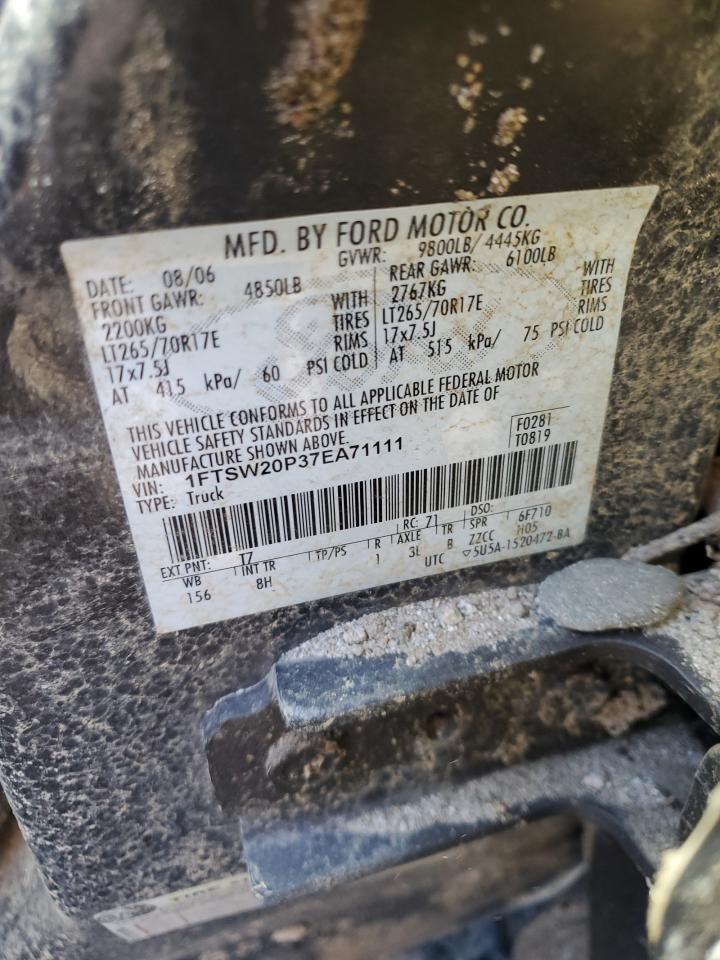 MFD. BY FORD MOTOR CO.
DATE: 08/06 GVWR: 9800LB/ 4445KG
FRONT GAWR: 4850LB REAR GAWR: 6100LB
2200KG WITH 2767KG WITH
LT265/70R17E TIRES LT265/70R17E TIRES
17x7.5J RIMS 17x7.5J RIMS
AT 415 kPa/ 60 PSI COLD AT 515 kPa/ 75 PSI COLD
THIS VEHICLE CONFORMS TO ALL APPLICABLE FEDERAL MOTOR
VEHICLE SAFETY STANDARDS IN EFFECT ON THE DATE OF
MANUFACTURE SHOWN ABOVE.
VIN: 1FTSW20P37EA71111 F0281
TYPE: Truck T0819
EXT PNT: T7 RC: 71 DSO: 6F710
WB INT TR TP/PS R AXLE TR SPR H05
156 8H 1 3L B ZZCC
UTC ▽5U5A-1520472-BA